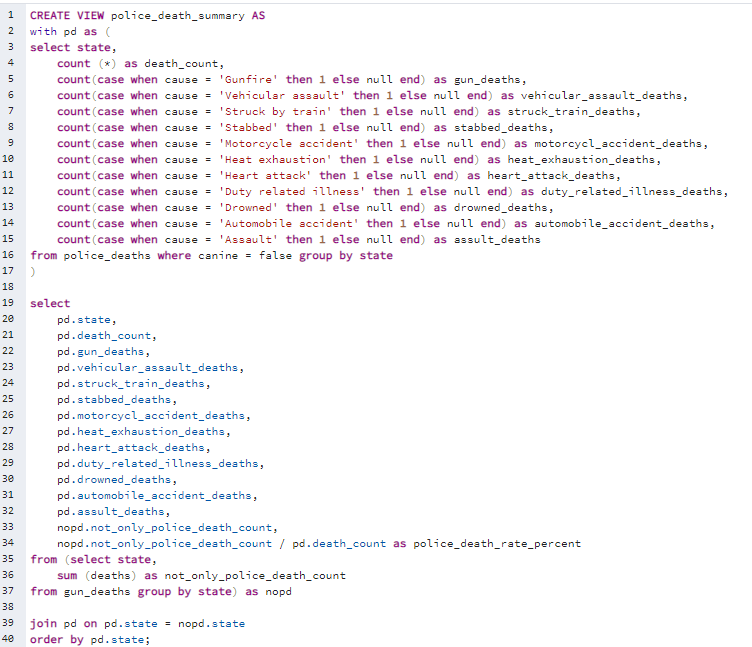 1 CREATE VIEW police_death_summary AS
2 with pd as (
3 select state,
4 count (*) as death_count,
5 count(case when cause = 'Gunfire' then 1 else null end) as gun_deaths,
6 count(case when cause = 'Vehicular assault' then 1 else null end) as vehicular_assault_deaths,
7 count(case when cause = 'Struck by train' then 1 else null end) as struck_train_deaths,
8 count(case when cause = 'Stabbed' then 1 else null end) as stabbed_deaths,
9 count(case when cause = 'Motorcycle accident' then 1 else null end) as motorcycl_accident_deaths,
10 count(case when cause = 'Heat exhaustion' then 1 else null end) as heat_exhaustion_deaths,
11 count(case when cause = 'Heart attack' then 1 else null end) as heart_attack_deaths,
12 count(case when cause = 'Duty related illness' then 1 else null end) as duty_related_illness_deaths,
13 count(case when cause = 'Drowned' then 1 else null end) as drowned_deaths,
14 count(case when cause = 'Automobile accident' then 1 else null end) as automobile_accident_deaths,
15 count(case when cause = 'Assault' then 1 else null end) as assult_deaths
16 from police_deaths where canine = false group by state
17 )
18
19 select
20 pd.state,
21 pd.death_count,
22 pd.gun_deaths,
23 pd.vehicular_assault_deaths,
24 pd.struck_train_deaths,
25 pd.stabbed_deaths,
26 pd.motorcycl_accident_deaths,
27 pd.heat_exhaustion_deaths,
28 pd.heart_attack_deaths,
29 pd.duty_related_illness_deaths,
30 pd.drowned_deaths,
31 pd.automobile_accident_deaths,
32 pd.assult_deaths,
33 nopd.not_only_police_death_count,
34 nopd.not_only_police_death_count / pd.death_count as police_death_rate_percent
35 from (select state,
36 sum (deaths) as not_only_police_death_count
37 from gun_deaths group by state) as nopd
38
39 join pd on pd.state = nopd.state
40 order by pd.state;